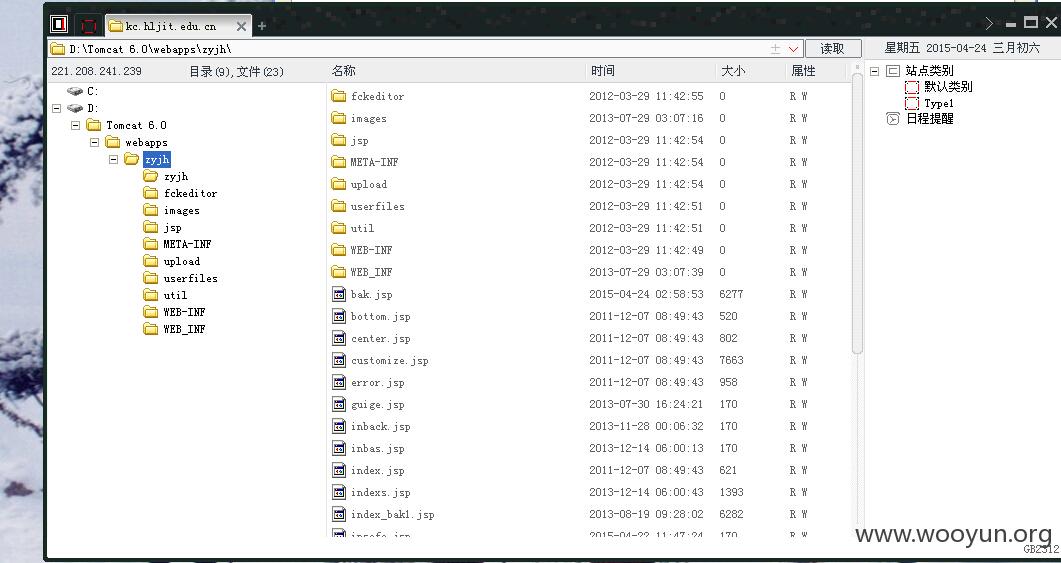 kc.hljit.edu.cn
D:\Tomcat 6.0\webapps\zyjh\ 读取 星期五 2015-04-24 三月初六
221.208.241.239 目录(9),文件(23) 名称 时间 大小 属性
C:
D:
Tomcat 6.0
webapps
zyjh
zyjh
fckeditor
images
jsp
META-INF
upload
userfiles
util
WEB-INF
WEB_INF
fckeditor 2012-03-29 11:42:55 0 R W
images 2013-07-29 03:07:16 0 R W
jsp 2012-03-29 11:42:54 0 R W
META-INF 2012-03-29 11:42:54 0 R W
upload 2012-03-29 11:42:54 0 R W
userfiles 2012-03-29 11:42:51 0 R W
util 2012-03-29 11:42:51 0 R W
WEB-INF 2012-03-29 11:42:49 0 R W
WEB_INF 2013-07-29 03:07:39 0 R W
bak.jsp 2015-04-24 02:58:53 6277 R W
bottom.jsp 2011-12-07 08:49:43 520 R W
center.jsp 2011-12-07 08:49:43 802 R W
customize.jsp 2011-12-07 08:49:43 7663 R W
error.jsp 2011-12-07 08:49:43 958 R W
guige.jsp 2013-07-30 16:24:21 170 R W
inback.jsp 2013-11-28 00:06:32 170 R W
inbas.jsp 2013-12-14 06:00:13 170 R W
index.jsp 2011-12-07 08:49:43 621 R W
indexs.jsp 2013-12-14 06:00:43 1393 R W
index_bak1.jsp 2013-08-19 09:28:02 6282 R W
2015-04-22 11:47:24 170 R W
站点类别
默认类别
Type1
日程提醒
www.wooyun.org
GB2312